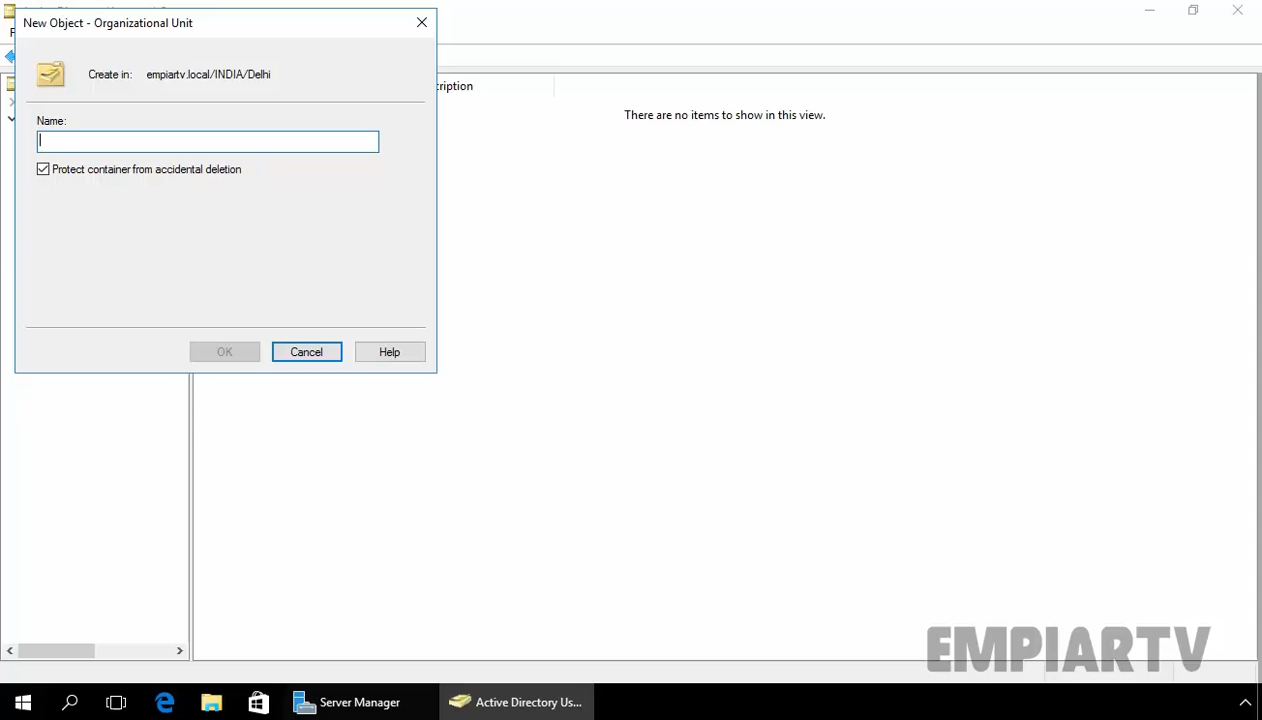 New Object - Organizational Unit
Create in: empiartv.local/INDIA/Delhi
Name:
Protect container from accidental deletion
OK Cancel Help
ription
There are no items to show in this view.
EMPIARTV
Server Manager
Active Directory Us...